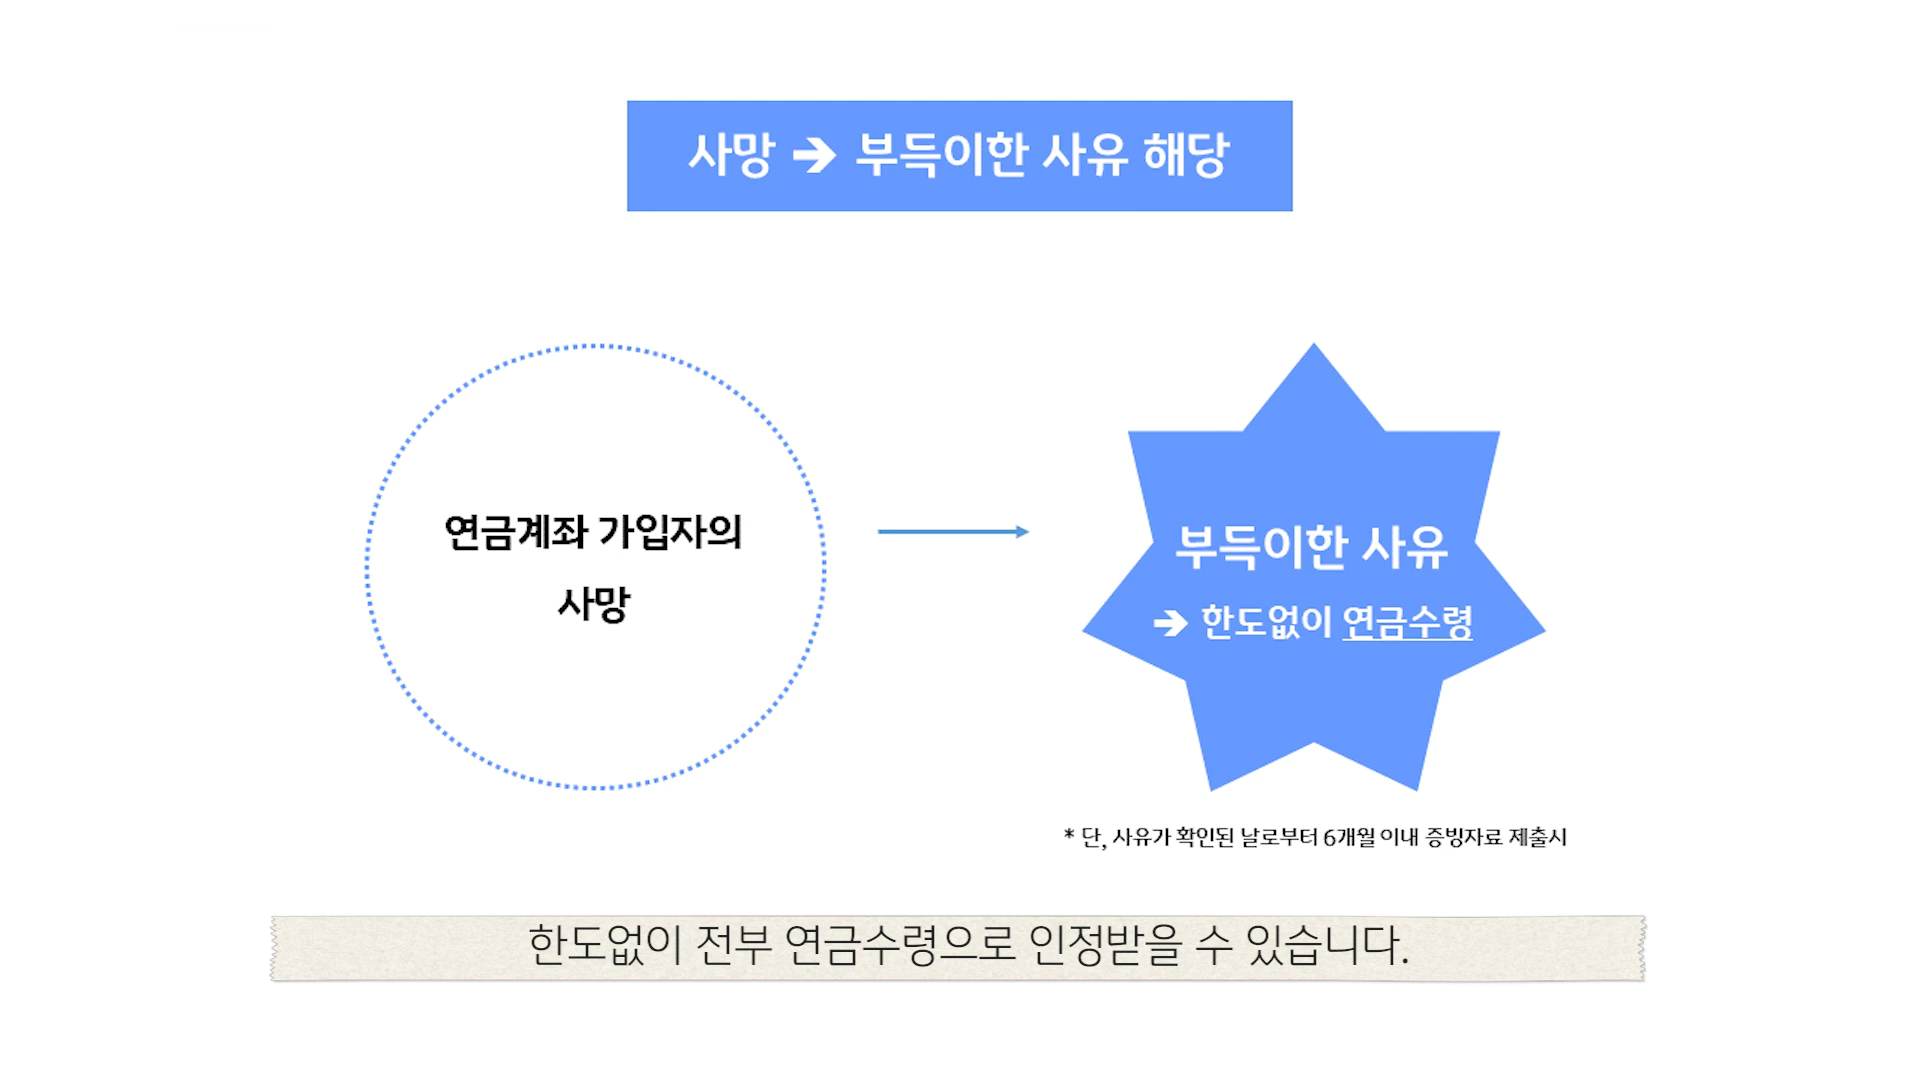 사망 ➔ 부득이한 사유 해당
연금계좌 가입자의
사망
부득이한 사유
➔ 한도없이 연금수령
* 단, 사유가 확인된 날로부터 6개월 이내 증빙자료 제출시
한도없이 전부 연금수령으로 인정받을 수 있습니다.